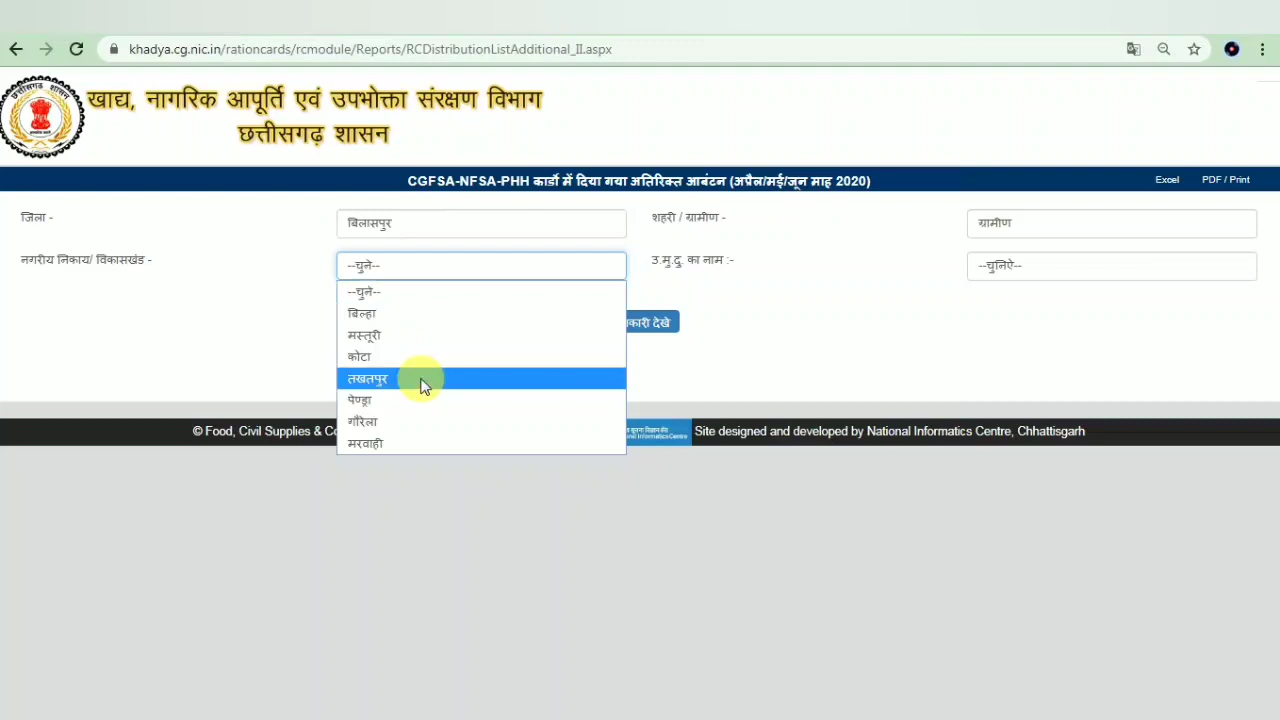 khadya.cg.nic.in/rationcards/rcmodule/Reports/RCDistributionListAdditional_II.aspx
खाद्य, नागरिक आपूर्ति एवं उपभोक्ता संरक्षण विभाग
छत्तीसगढ़ शासन
CGFSA-NFSA-PHH कार्डो में दिया गया अतिरिक्त आबंटन (अप्रैल/मई/जून माह 2020)
Excel PDF / Print
जिला - बिलासपुर शहरी / ग्रामीण - ग्रामीण
नगरीय निकाय/ विकासखंड - --चुने-- उ.मु.दु. का नाम :- --चुनिऐ--
--चुने--
बिल्हा
मस्तूरी
कोटा
तखतपुर
पेण्ड्रा
गौरेला
मरवाही
देखे
© Food, Civil Supplies & Site designed and developed by National Informatics Centre, Chhattisgarh